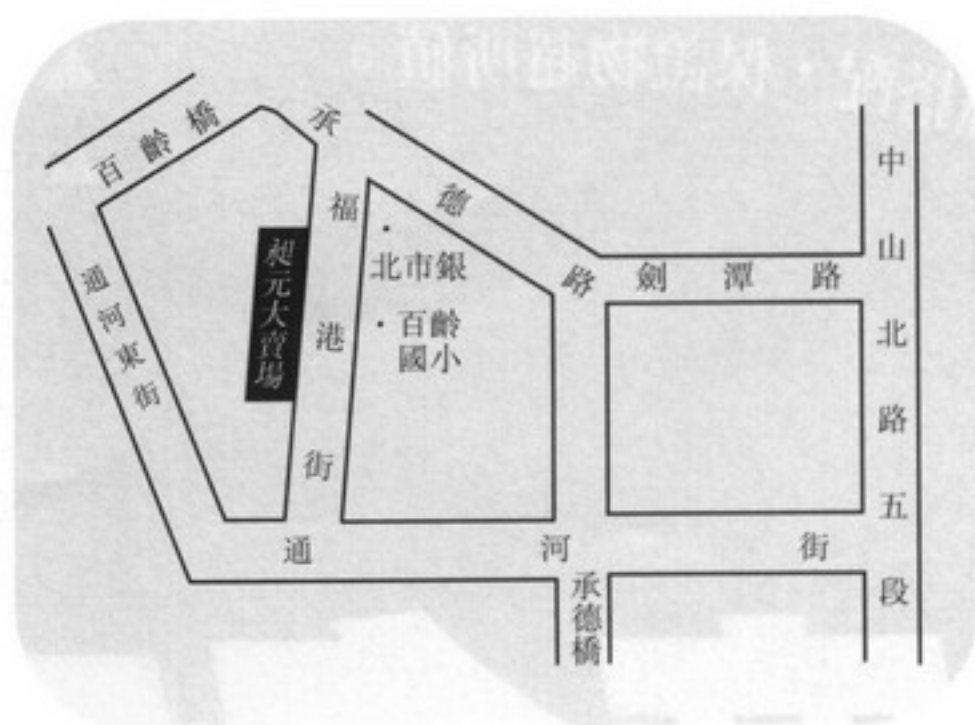 百齡橋
承德路
福港街
北市銀
百齡
國小
昶元大賣場
通河東街
劍潭路
中山北路五段
通河街
承德橋